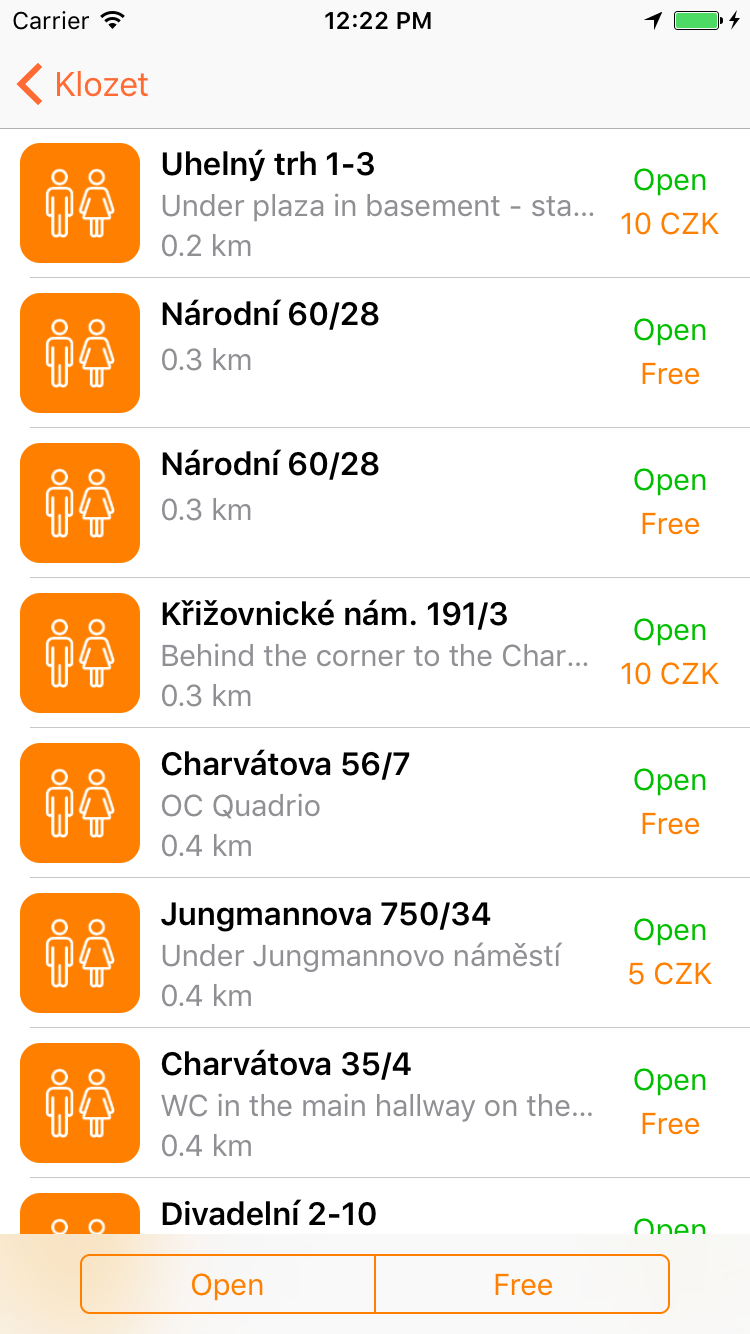 Carrier 12:22 PM
Klozet
Uhelný trh 1-3
Under plaza in basement - sta...
0.2 km
Open
10 CZK
Národní 60/28
0.3 km
Open
Free
Národní 60/28
0.3 km
Open
Free
Křižovnické nám. 191/3
Behind the corner to the Char...
0.3 km
Open
10 CZK
Charvátova 56/7
OC Quadrio
0.4 km
Open
Free
Jungmannova 750/34
Under Jungmannovo náměstí
0.4 km
Open
5 CZK
Charvátova 35/4
WC in the main hallway on the...
0.4 km
Open
Free
Divadelní 2-10
Open
Open Free